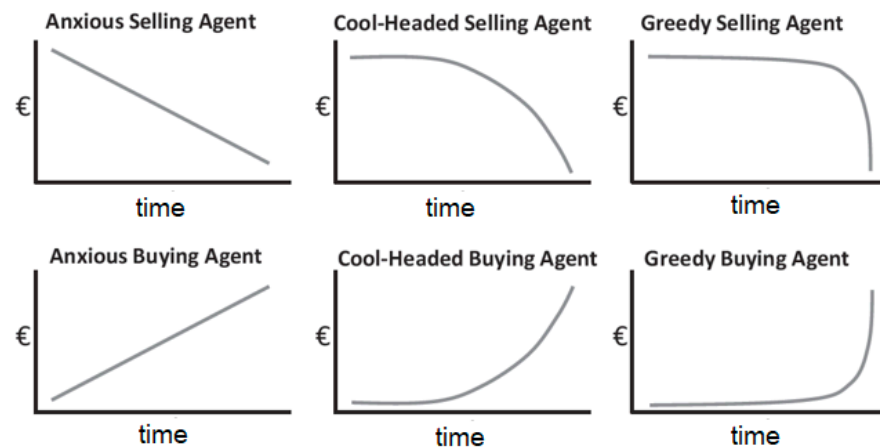 Anxious Selling Agent
Cool-Headed Selling Agent
Greedy Selling Agent
€
€
€
time
time
time
Anxious Buying Agent
Cool-Headed Buying Agent
Greedy Buying Agent
€
€
€
time
time
time